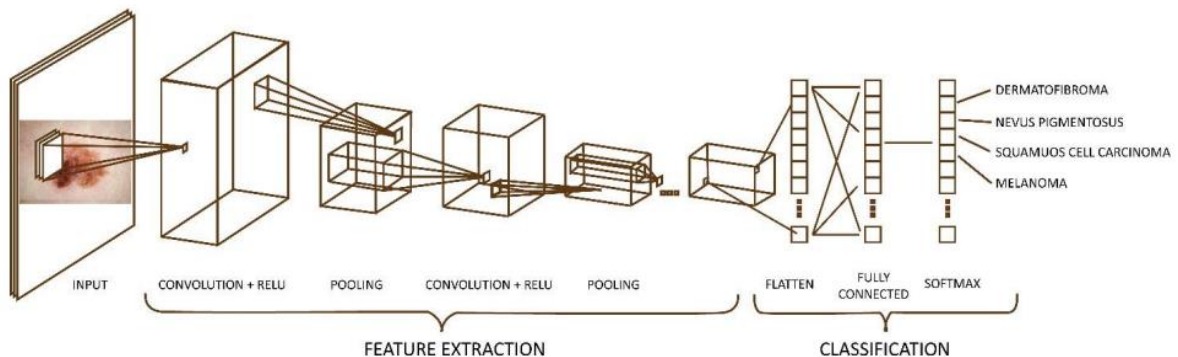 DERMATOFIBROMA
NEVUS PIGMENTOSUS
SQUAMUOS CELL CARCINOMA
MELANOMA
INPUT
CONVOLUTION + RELU
POOLING
CONVOLUTION + RELU
POOLING
FLATTEN
FULLY
CONNECTED
SOFTMAX
FEATURE EXTRACTION
CLASSIFICATION